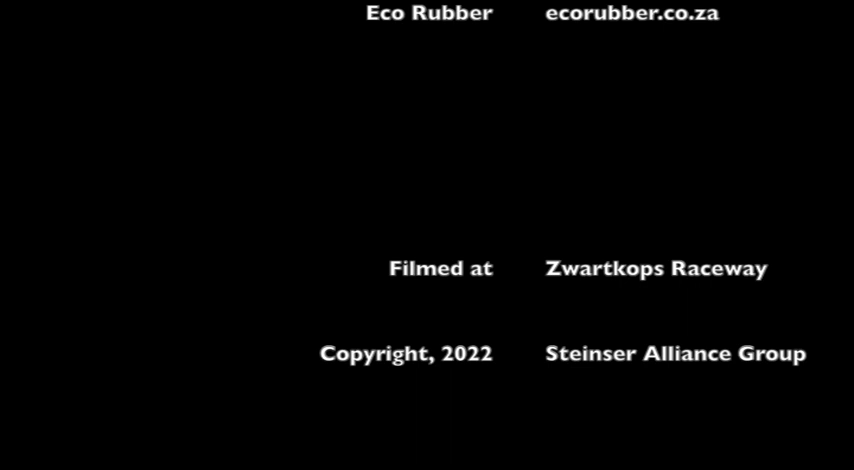 Eco Rubber ecorubber.co.za
Filmed at Zwartkops Raceway
Copyright, 2022 Steinser Alliance Group